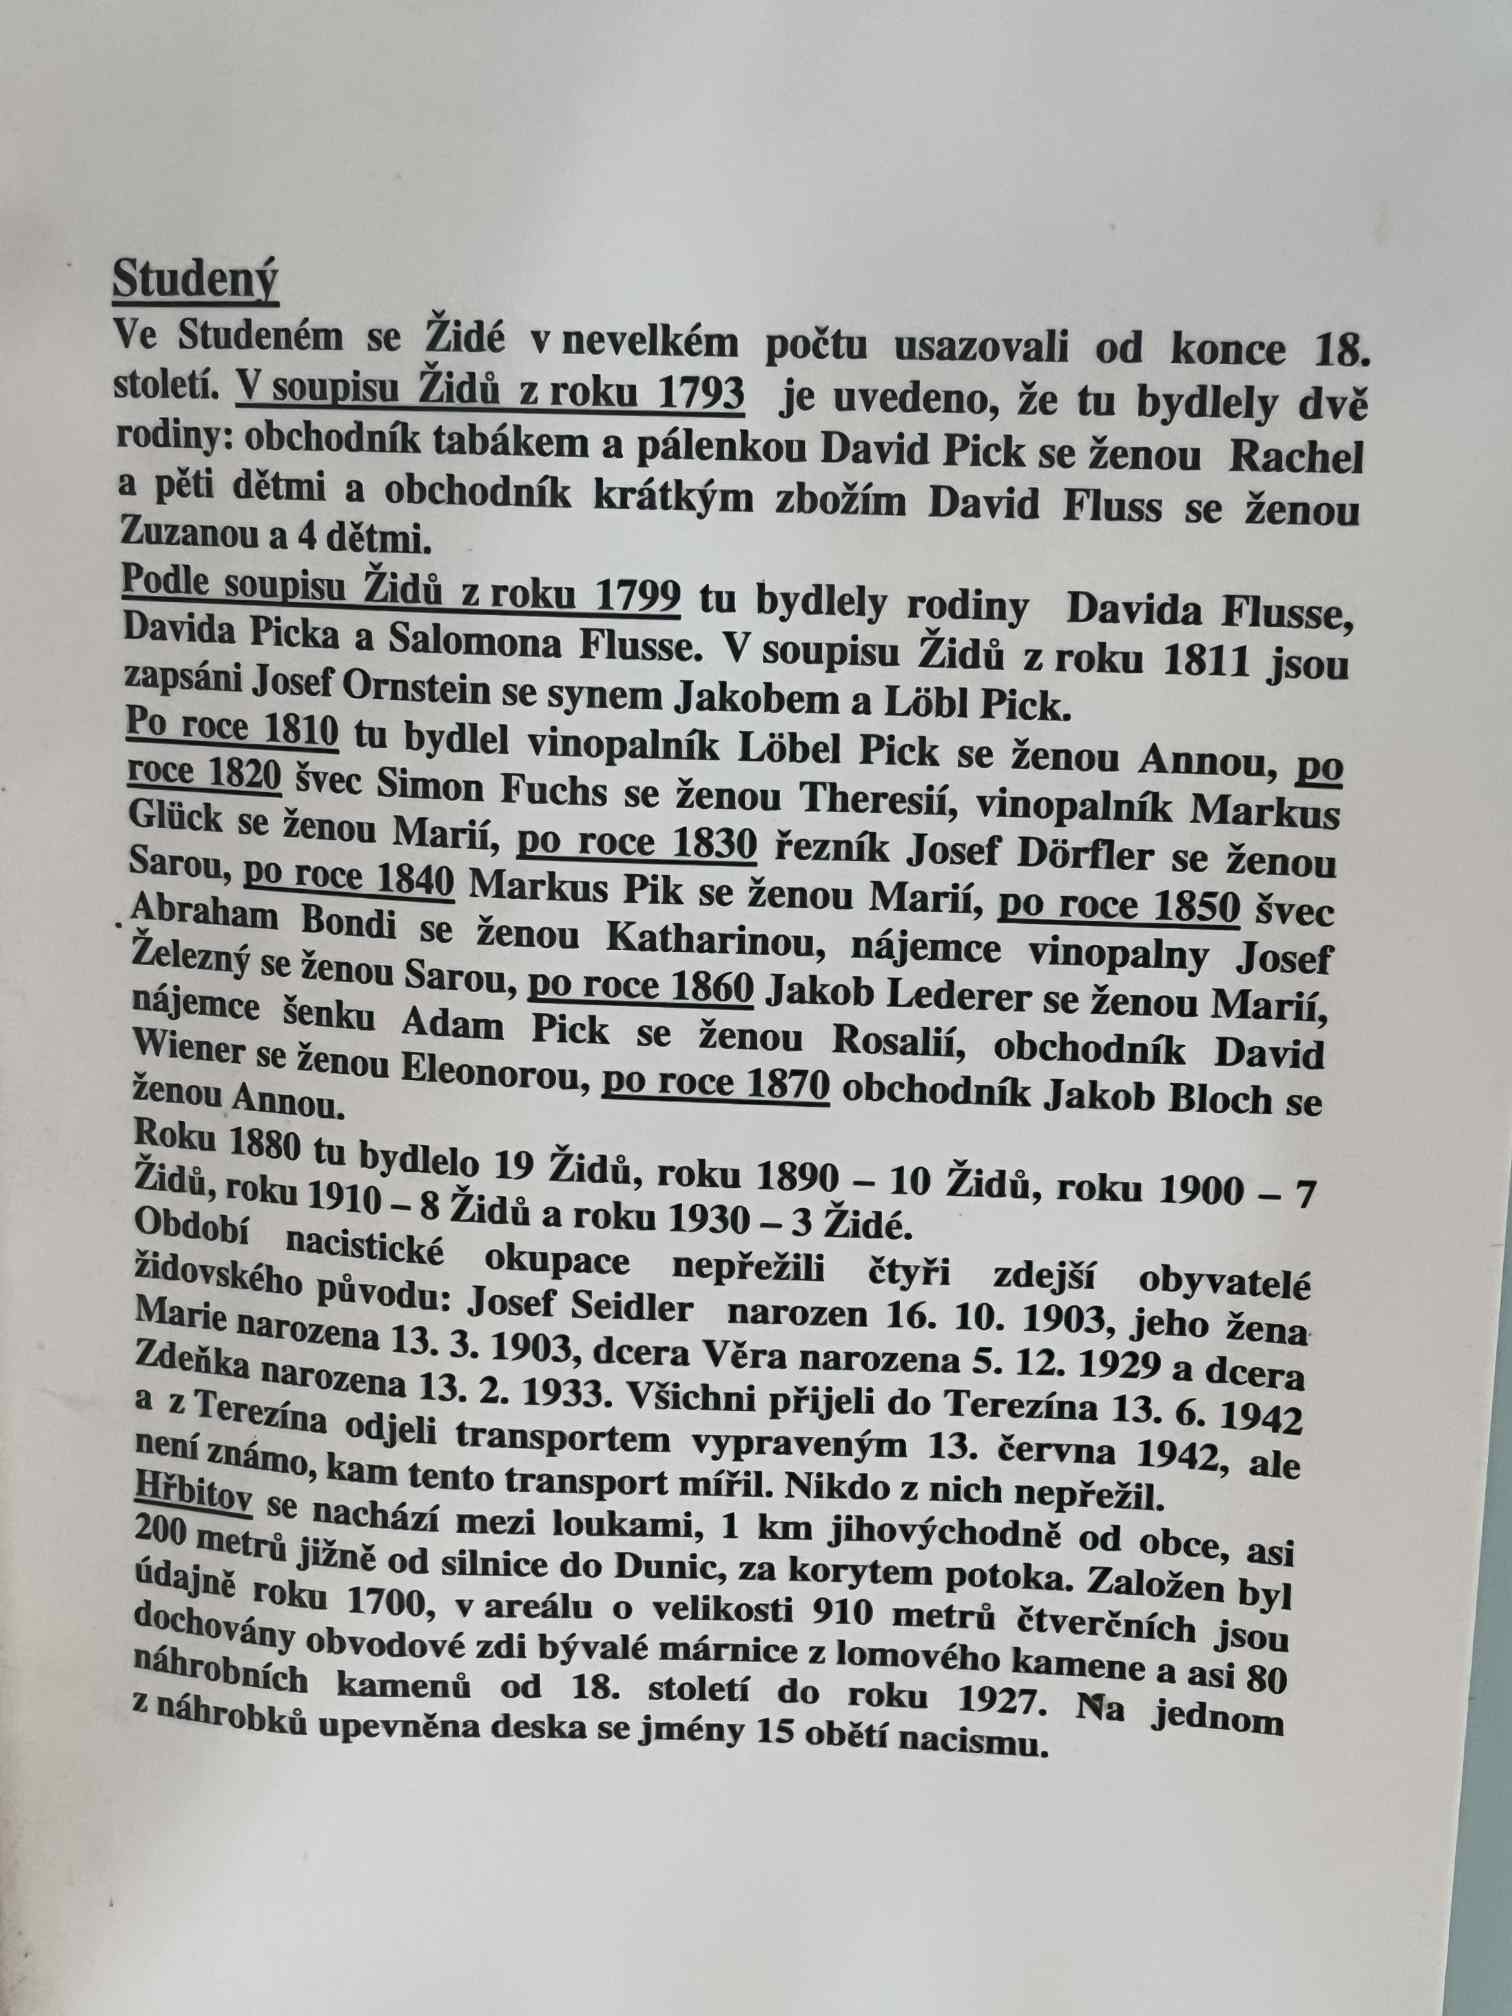 Studený
Ve Studeném se Židé v nevelkém počtu usazovali od konce 18.
století. V soupisu Židů z roku 1793 je uvedeno, že tu bydlely dvě
rodiny: obchodník tabákem a pálenkou David Pick se ženou Rachel
a pěti dětmi a obchodník krátkým zbožím David Fluss se ženou
Zuzanou a 4 dětmi.
Podle soupisu Židů z roku 1799 tu bydlely rodiny Davida Flusse,
Davida Picka a Salomona Flusse. V soupisu Židů z roku 1811 jsou
zapsáni Josef Ornstein se synem Jakobem a Löbl Pick.
Po roce 1810 tu bydlel vinopalník Löbel Pick se ženou Annou, po
roce 1820 švec Simon Fuchs se ženou Theresií, vinopalník Markus
Glück se ženou Marií, po roce 1830 řezník Josef Dörfler se ženou
Sarou, po roce 1840 Markus Pik se ženou Marií, po roce 1850 švec
Abraham Bondi se ženou Katharinou, nájemce vinopalny Josef
Železný se ženou Sarou, po roce 1860 Jakob Lederer se ženou Marií,
nájemce šenku Adam Pick se ženou Rosalií, obchodník David
Wiener se ženou Eleonorou, po roce 1870 obchodník Jakob Bloch se
ženou Annou.
Roku 1880 tu bydlelo 19 Židů, roku 1890 – 10 Židů, roku 1900 – 7
Židů, roku 1910 – 8 Židů a roku 1930 – 3 Židé.
Období nacistické okupace nepřežili čtyři zdejší obyvatelé
židovského původu: Josef Seidler narozen 16. 10. 1903, jeho žena
Marie narozena 13. 3. 1903, dcera Věra narozena 5. 12. 1929 a dcera
Zdeňka narozena 13. 2. 1933. Všichni přijeli do Terezína 13. 6. 1942
a z Terezína odjeli transportem vypraveným 13. června 1942, ale
není známo, kam tento transport mířil. Nikdo z nich nepřežil.
Hřbitov se nachází mezi loukami, 1 km jihovýchodně od obce, asi
200 metrů jižně od silnice do Dunic, za korytem potoka. Založen byl
údajně roku 1700, v areálu o velikosti 910 metrů čtverčních jsou
dochovány obvodové zdi bývalé márnice z lomového kamene a asi 80
náhrobních kamenů od 18. století do roku 1927. Na jednom
z náhrobků upevněna deska se jmény 15 obětí nacismu.